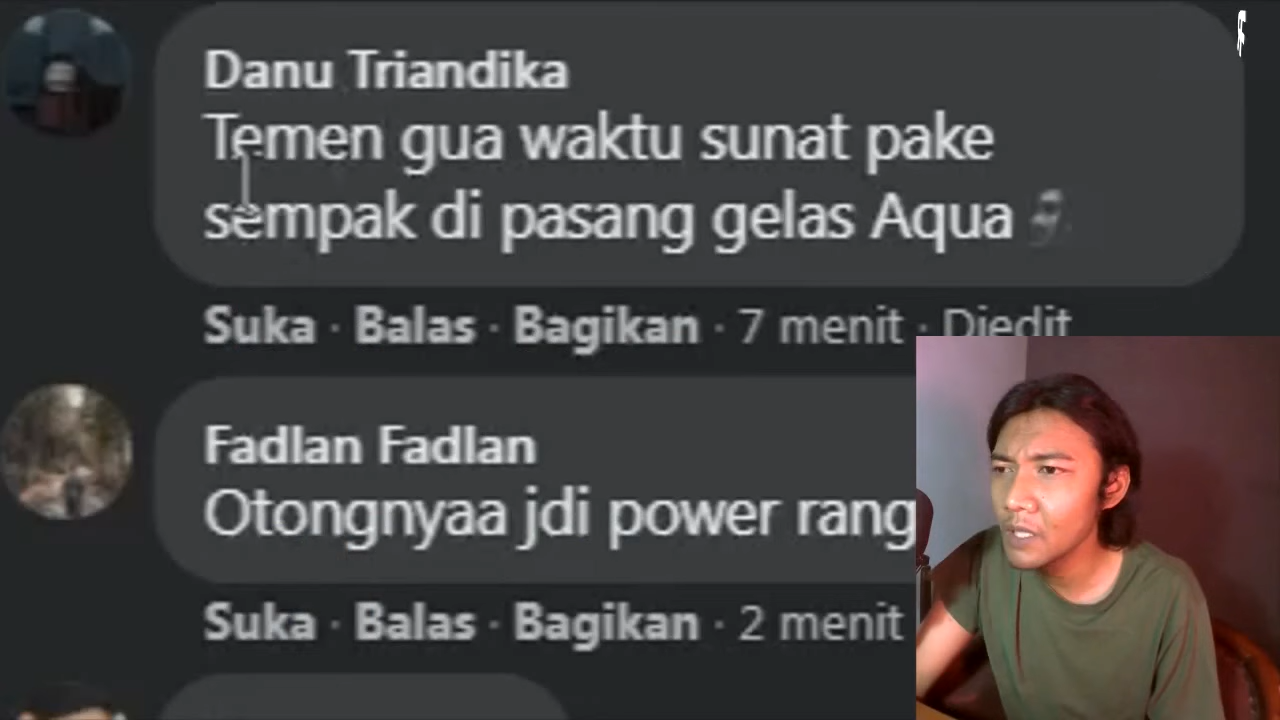 Danu Triandika
Temen gua waktu sunat pake
sempak di pasang gelas Aqua
Suka · Balas · Bagikan · 7 menit · Diedit
Fadlan Fadlan
Otongnyaa jdi power rang
Suka · Balas · Bagikan · 2 menit